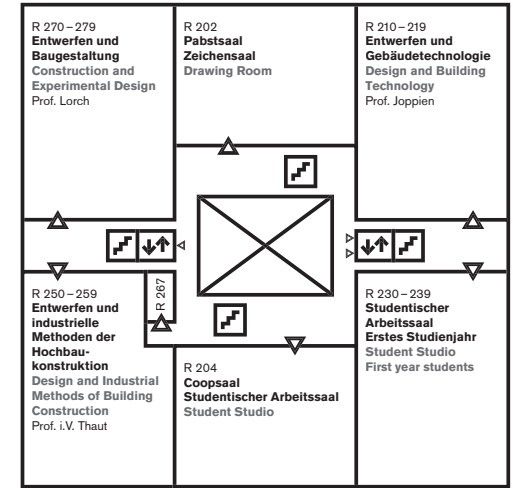 R 270 – 279
Entwerfen und
Baugestaltung
Construction and
Experimental Design
Prof. Lorch
R 202
Pabstsaal
Zeichensaal
Drawing Room
R 210 – 219
Entwerfen und
Gebäudetechnologie
Design and Building
Technology
Prof. Joppien
R 250 – 259
Entwerfen und
industrielle
Methoden der
Hochbau-
konstruktion
Design and Industrial
Methods of Building
Construction
Prof. i.V. Thaut
R 267
R 204
Coopsaal
Studentischer Arbeitssaal
Student Studio
R 230 – 239
Studentischer
Arbeitssaal
Erstes Studienjahr
Student Studio
First year students